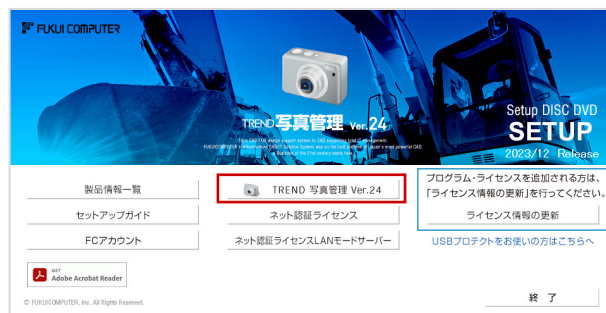 FUKUI COMPUTER
TREND写真管理 Ver.24
Setup DISC DVD
SETUP
2023/12 Release
製品情報一覧
TREND 写真管理 Ver.24
プログラム・ライセンスを追加される方は、
「ライセンス情報の更新」を行ってください。
セットアップガイド
ネット認証ライセンス
ライセンス情報の更新
FCアカウント
ネット認証ライセンスLANモードサーバー
USBプロテクトをお使いの方はこちらへ
GET
Adobe Acrobat Reader
© FUKUICOMPUTER, Inc. All Rights Reserved.
終 了